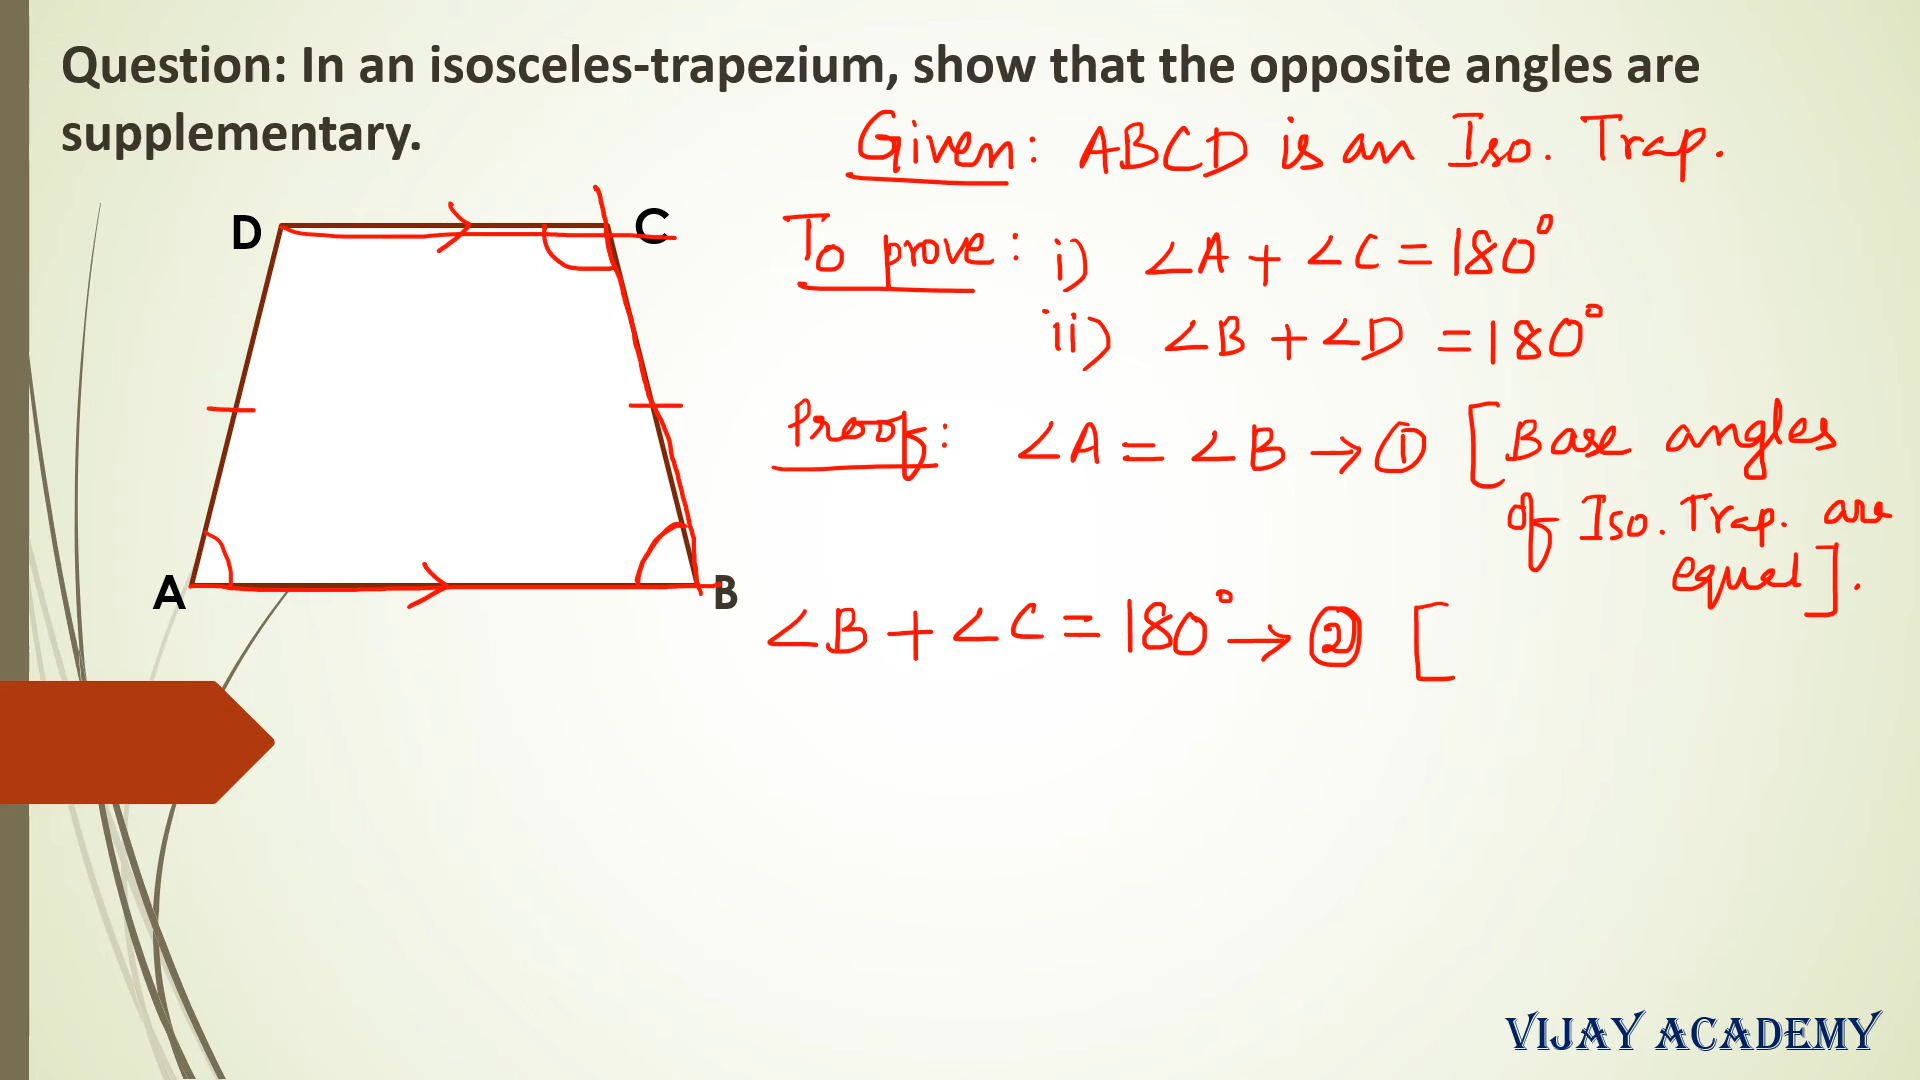 Question: In an isosceles-trapezium, show that the opposite angles are
supplementary.
Given: ABCD is an Iso. Trap.
To prove: i) ∠A + ∠C = 180°
ii) ∠B + ∠D = 180°
Proof: ∠A = ∠B → ① [Base angles
of Iso. Trap. are
equal].
∠B + ∠C = 180° → ② [
D
C
A
B
VIJAY ACADEMY